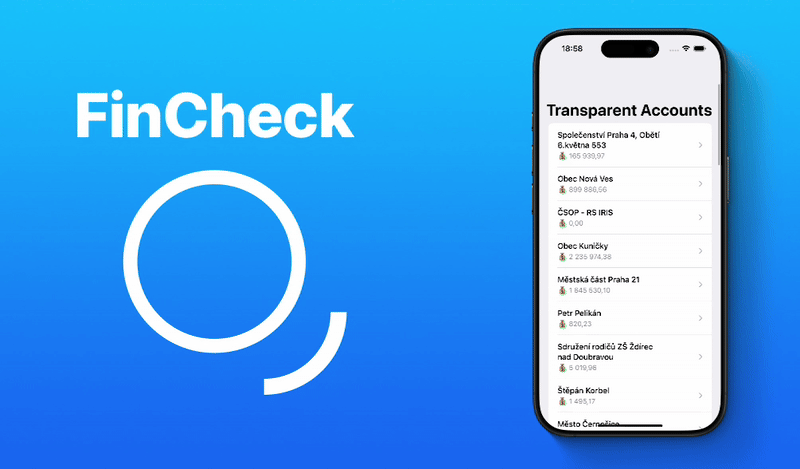 FinCheck
18:58
Transparent Accounts
Společenství Praha 4, Obětí
6.května 553
165 939,97
Obec Nová Ves
899 886,56
ČSOP - RS IRIS
0,00
Obec Kuničky
2 235 974,38
Městská část Praha 21
1 845 530,10
Petr Pelikán
820,23
Sdružení rodičů ZŠ Ždírec
nad Doubravou
5 019,96
Štěpán Korbel
1 495,17
Město Černošice